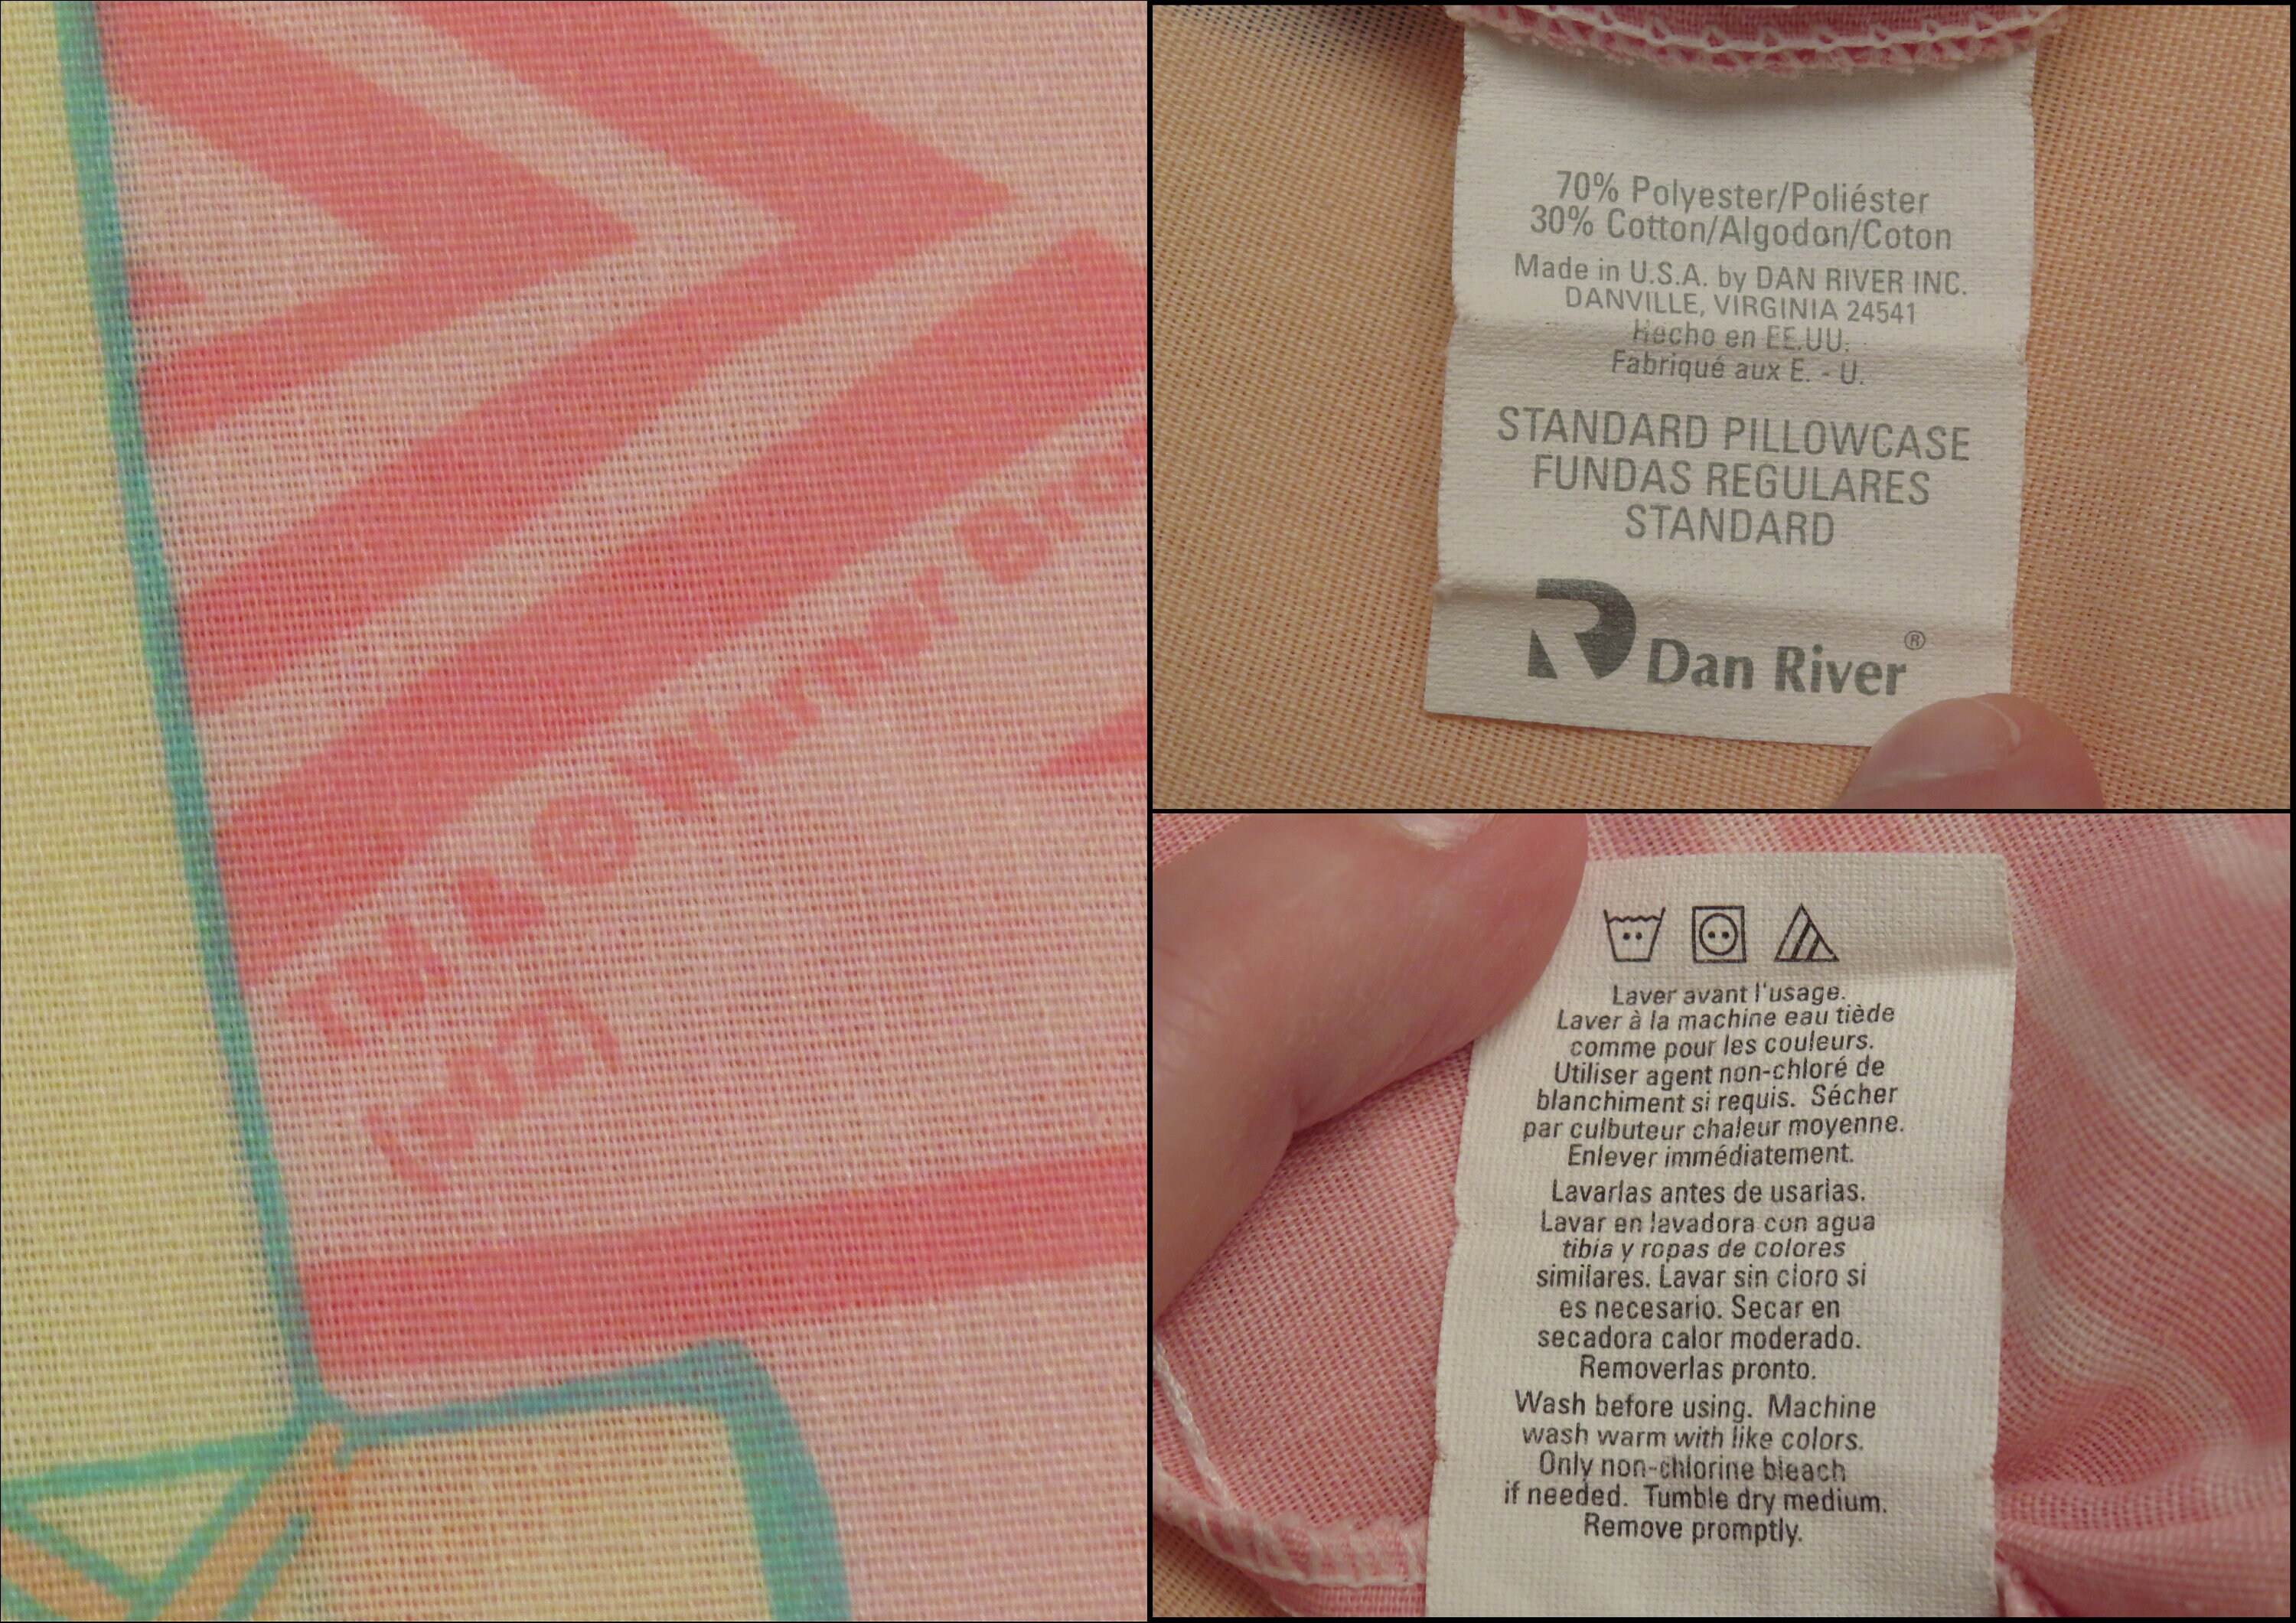 TM & © Warner Bro
70% Polyester/Poliéster
30% Cotton/Algodon/Coton
Made in U.S.A. by DAN RIVER INC.
DANVILLE, VIRGINIA 24541
Hecho en EE.UU.
Fabriqué aux E. - U.
STANDARD PILLOWCASE
FUNDAS REGULARES
STANDARD
Dan River®
Laver avant l'usage.
Laver à la machine eau tiède
comme pour les couleurs.
Utiliser agent non-chloré de
blanchiment si requis. Sécher
par culbuteur chaleur moyenne.
Enlever immédiatement.
Lavarlas antes de usarias.
Lavar en lavadora con agua
tibia y ropas de colores
similares. Lavar sin cloro si
es necesario. Secar en
secadora calor moderado.
Removerlas pronto.
Wash before using. Machine
wash warm with like colors.
Only non-chlorine bleach
if needed. Tumble dry medium.
Remove promptly.